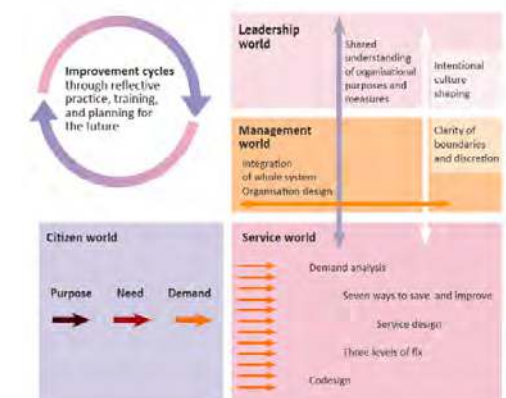 Improvement cycles
through reflective
practice, training,
and planning for
the future
Leadership
world
Shared
understanding
of organisational
purposes and
measures
Intentional
culture
shaping
Management
world
Integration
of whole system
Organisation design
Clarity of
boundaries
and discretion
Citizen world
Purpose
Need
Demand
Service world
Demand analysis
Seven ways to save and improve
Service design
Three levels of fix
Codesign